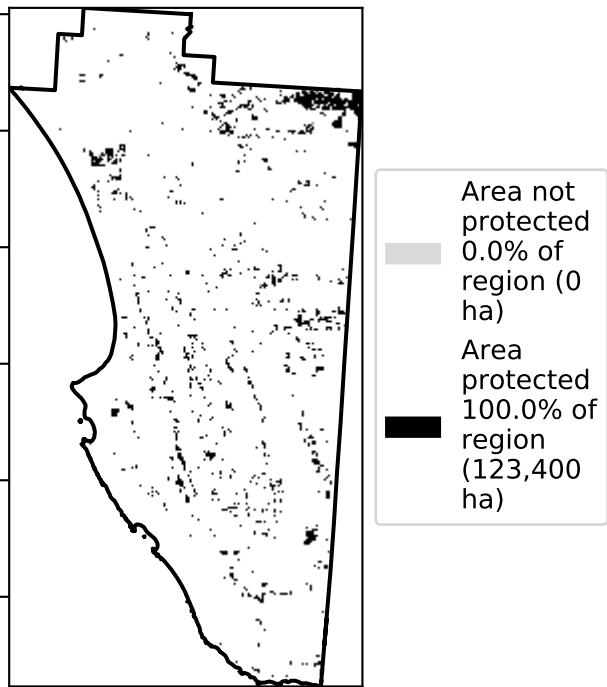 Area not
protected
0.0% of
region (0
ha)
Area
protected
100.0% of
region
(123,400
ha)